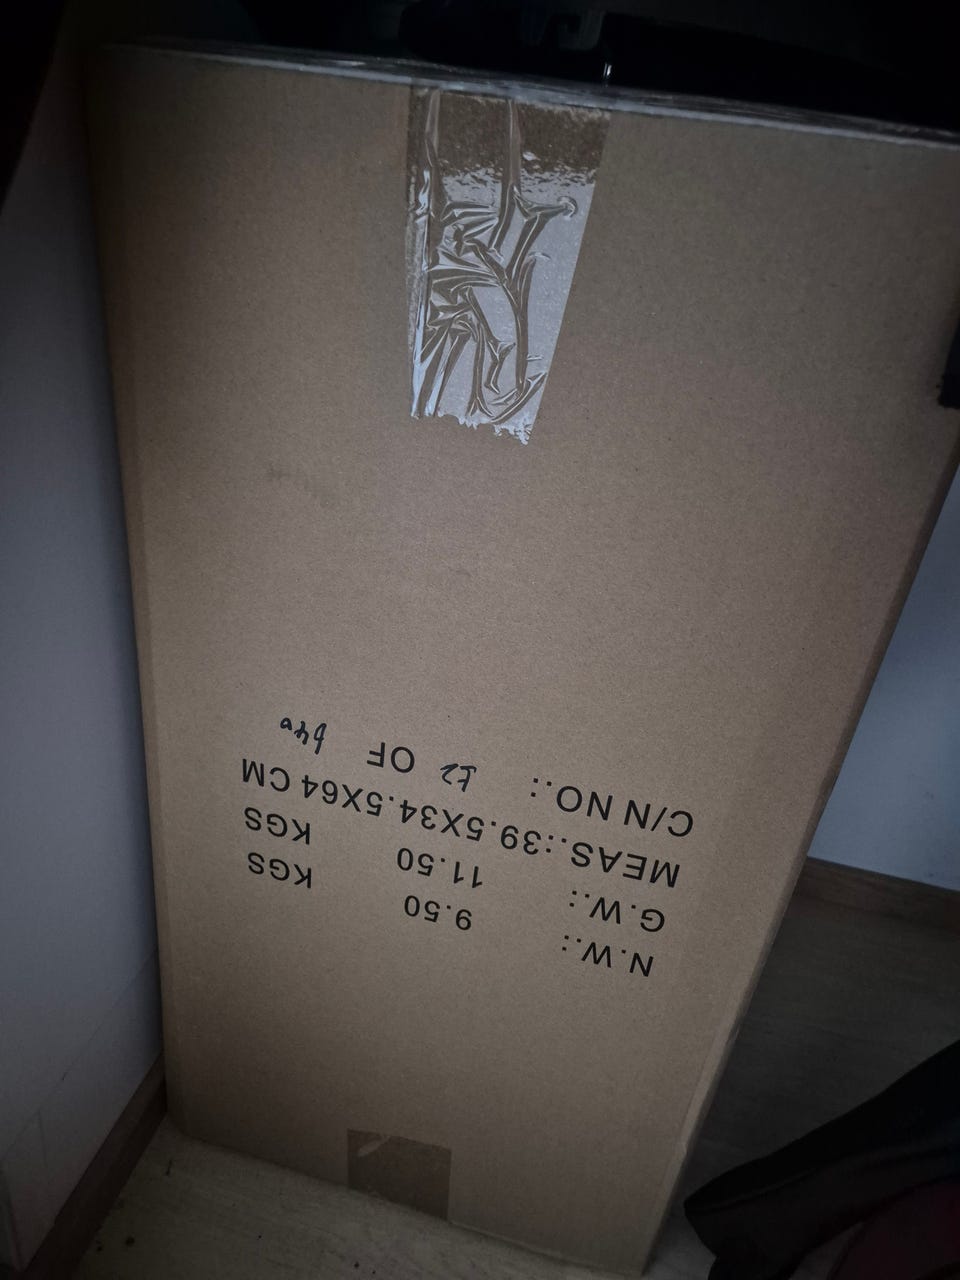 N.W.: 9.50 KGS
G.W.: 11.50 KGS
MEAS.:39.5X34.5X64 CM
C/N NO.: OF